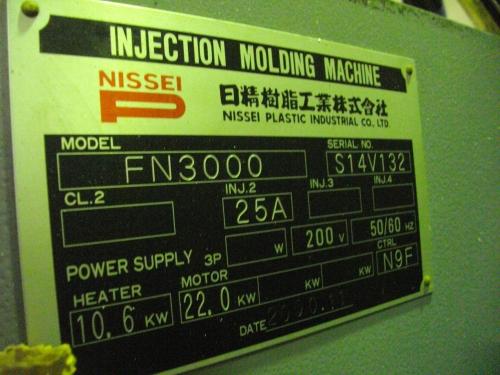 INJECTION MOLDING MACHINE
NISSEI
P
日精樹脂工業株式会社
NISSEI PLASTIC INDUSTRIAL CO., LTD.
MODEL FN3000 SERIAL NO. S14V132
CL.2 INJ.2 25A INJ.3 INJ.4
POWER SUPPLY 3P W 200 V 50/60 HZ
HEATER 10.6 KW MOTOR 22.0 KW KW KW CTRL N9F
DATE